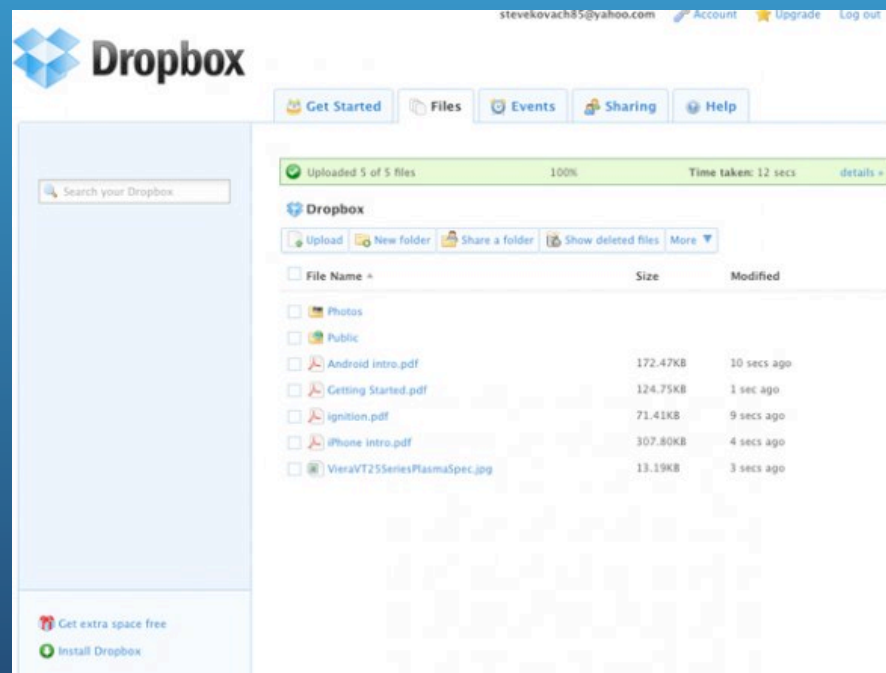 stevekovach85@yahoo.com Account Upgrade Log out
Dropbox
Get Started Files Events Sharing Help
Search your Dropbox
Uploaded 5 of 5 files 100% Time taken: 12 secs details »
Dropbox
Upload New folder Share a folder Show deleted files More ▼
File Name ▲ Size Modified
Photos
Public
Android intro.pdf 172.47KB 10 secs ago
Getting Started.pdf 124.75KB 1 sec ago
ignition.pdf 71.41KB 9 secs ago
iPhone intro.pdf 307.80KB 4 secs ago
VieraVT25SeriesPlasmaSpec.jpg 13.19KB 3 secs ago
Get extra space free
Install Dropbox